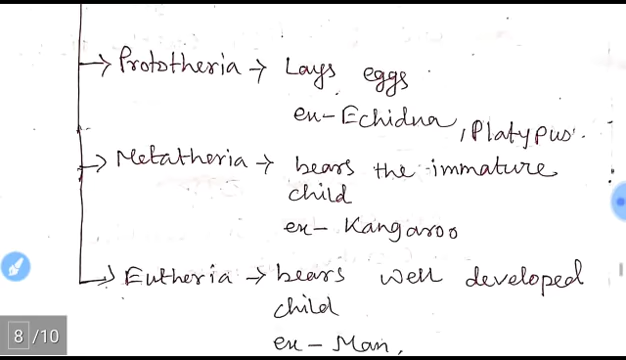 → Prototheria → Lays eggs
ex- Echidna, Platypus.
→ Metatheria → bears the immature
child
ex- Kangaroo
→ Eutheria → bears well developed
child
ex - Man,
8 /10